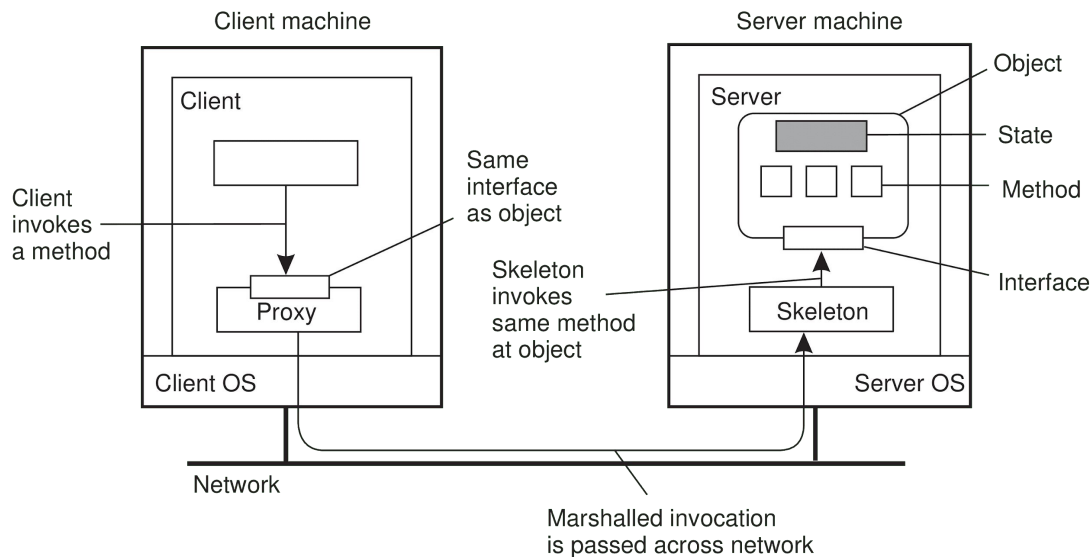 Client machine
Server machine
Object
Client
Server
State
Same
interface
as object
Method
Client
invokes
a method
Skeleton
invokes
same method
at object
Interface
Proxy
Skeleton
Client OS
Server OS
Network
Marshalled invocation
is passed across network